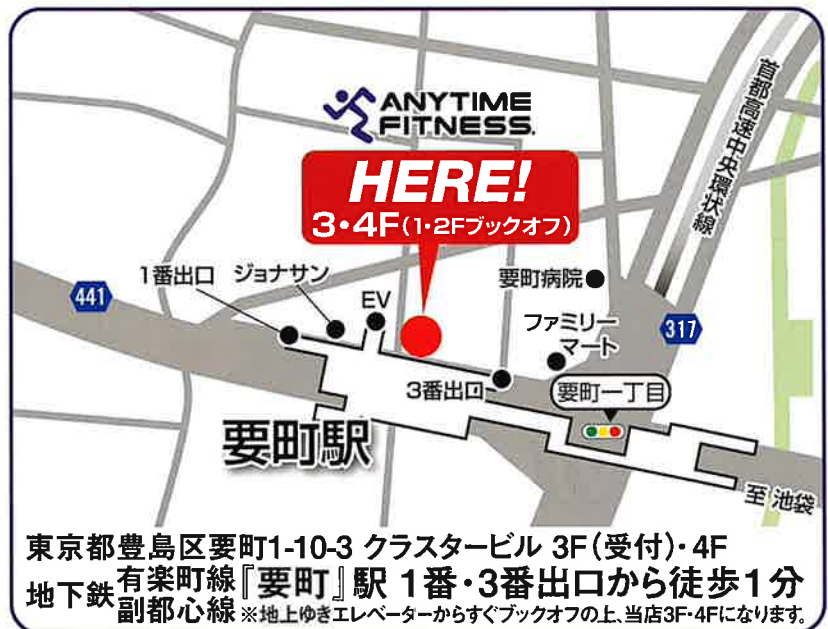 首都高速中央環状線
ANYTIME
FITNESS.
HERE!
3・4F(1・2Fブックオフ)
1番出口
ジョナサン
EV
要町病院
441
ファミリー
マート
317
3番出口
要町一丁目
要町駅
至 池袋
東京都豊島区要町1-10-3 クラスタービル 3F(受付)・4F
地下鉄 有楽町線 副都心線 『要町』駅 1番・3番出口から徒歩1分
※地上ゆきエレベーターからすぐブックオフの上、当店3F・4Fになります。